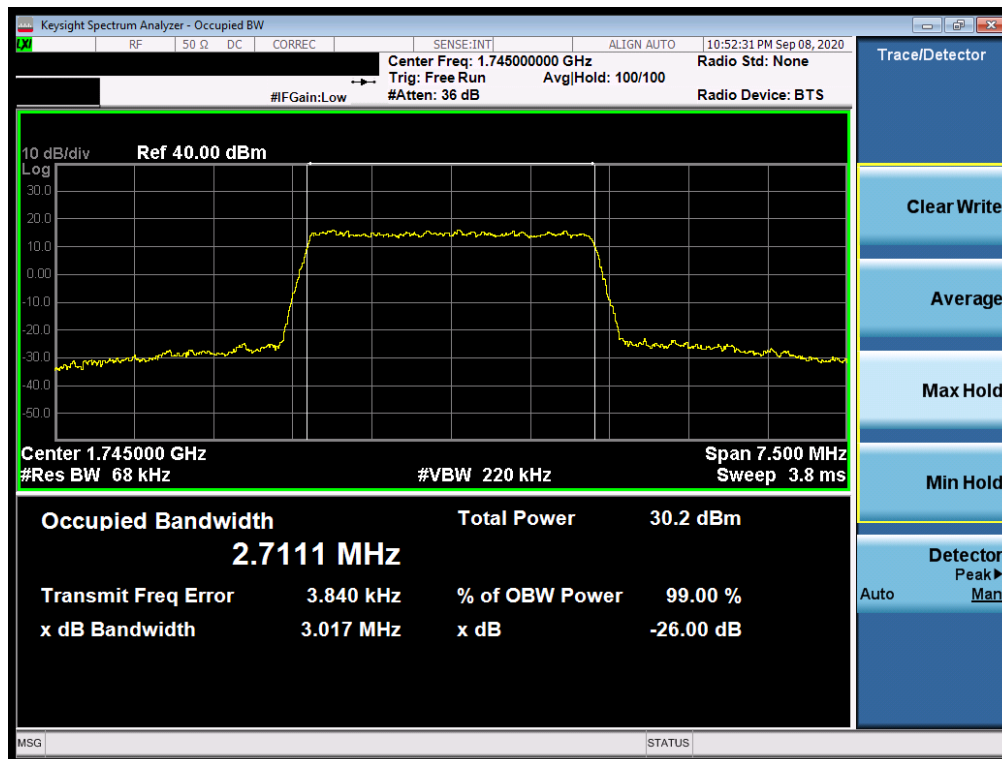 Keysight Spectrum Analyzer - Occupied BW
LXI RF 50 Ω DC CORREC SENSE:INT ALIGN AUTO 10:52:31 PM Sep 08, 2020
Center Freq: 1.745000000 GHz Radio Std: None
Trig: Free Run Avg|Hold: 100/100
#IFGain:Low #Atten: 36 dB Radio Device: BTS
10 dB/div Ref 40.00 dBm
Log
30.0
20.0
10.0
0.00
-10.0
-20.0
-30.0
-40.0
-50.0
Center 1.745000 GHz Span 7.500 MHz
#Res BW 68 kHz #VBW 220 kHz Sweep 3.8 ms
Occupied Bandwidth Total Power 30.2 dBm
2.7111 MHz
Transmit Freq Error 3.840 kHz % of OBW Power 99.00 %
x dB Bandwidth 3.017 MHz x dB -26.00 dB
MSG STATUS
Trace/Detector
Clear Write
Average
Max Hold
Min Hold
Detector
Peak▶
Auto Man